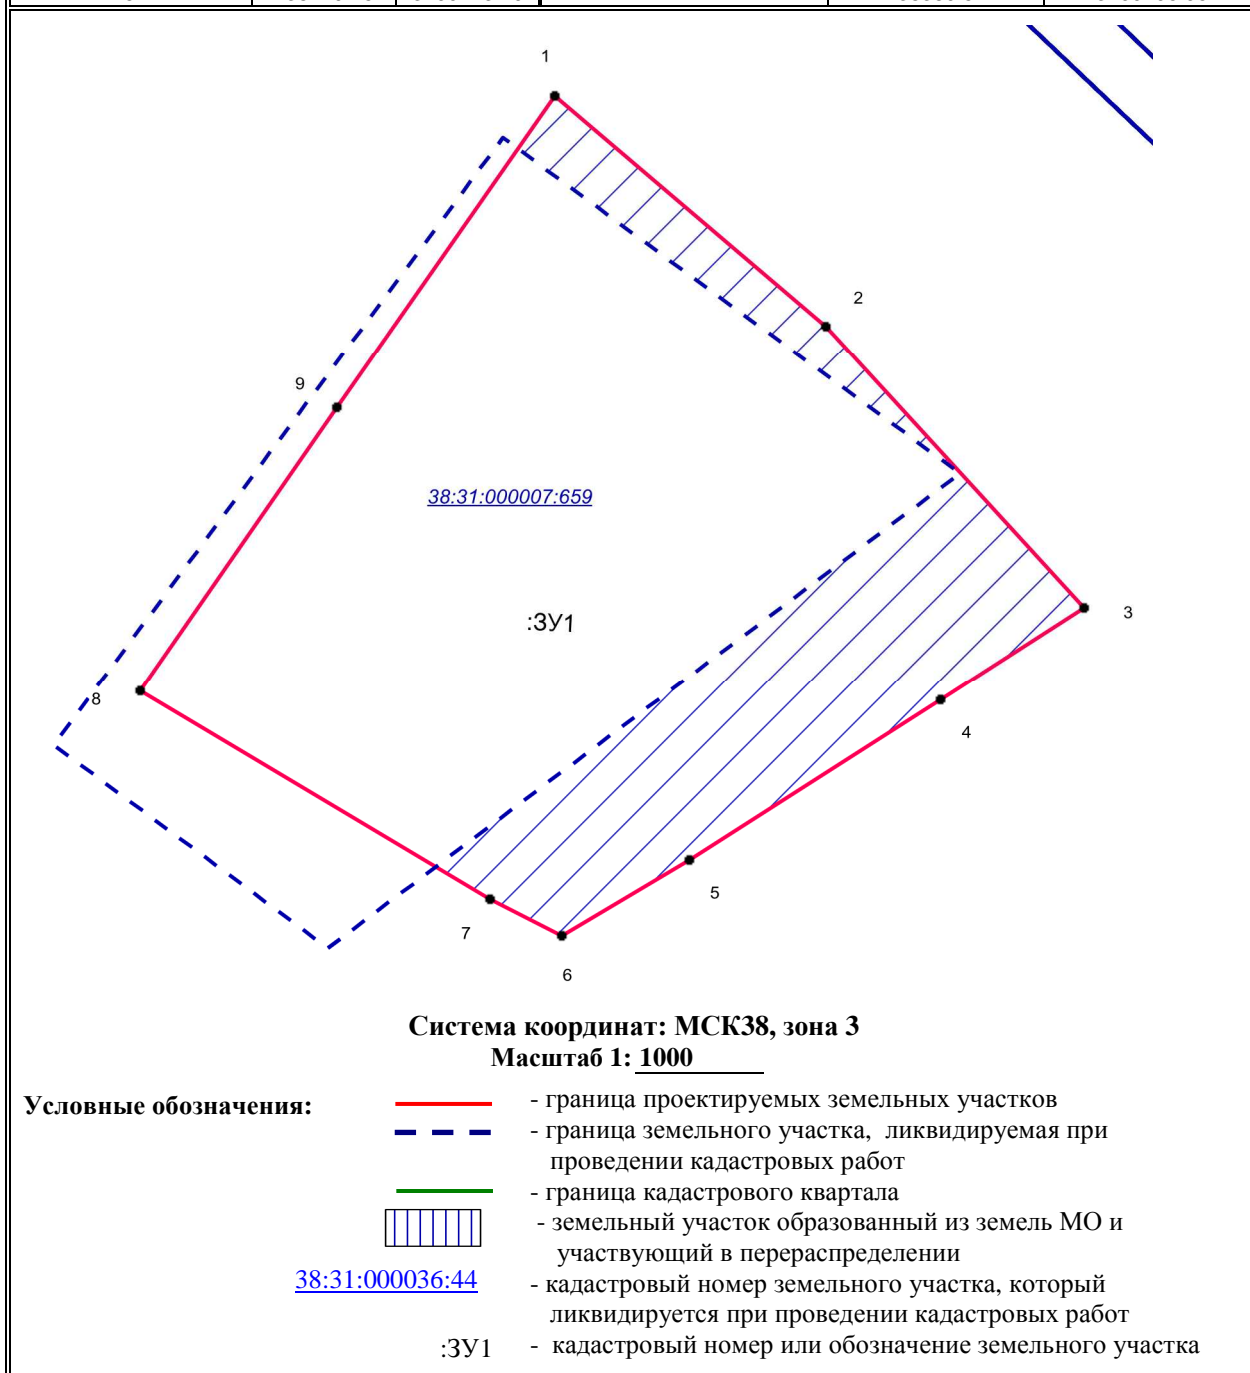 1
2
9
38:31:000007:659
:ЗУ1
3
8
4
5
7
6
Система координат: МСК38, зона 3
Масштаб 1: 1000
Условные обозначения:
- граница проектируемых земельных участков
- граница земельного участка, ликвидируемая при
проведении кадастровых работ
- граница кадастрового квартала
- земельный участок образованный из земель МО и
участвующий в перераспределении
38:31:000036:44 - кадастровый номер земельного участка, который
ликвидируется при проведении кадастровых работ
:ЗУ1 - кадастровый номер или обозначение земельного участка